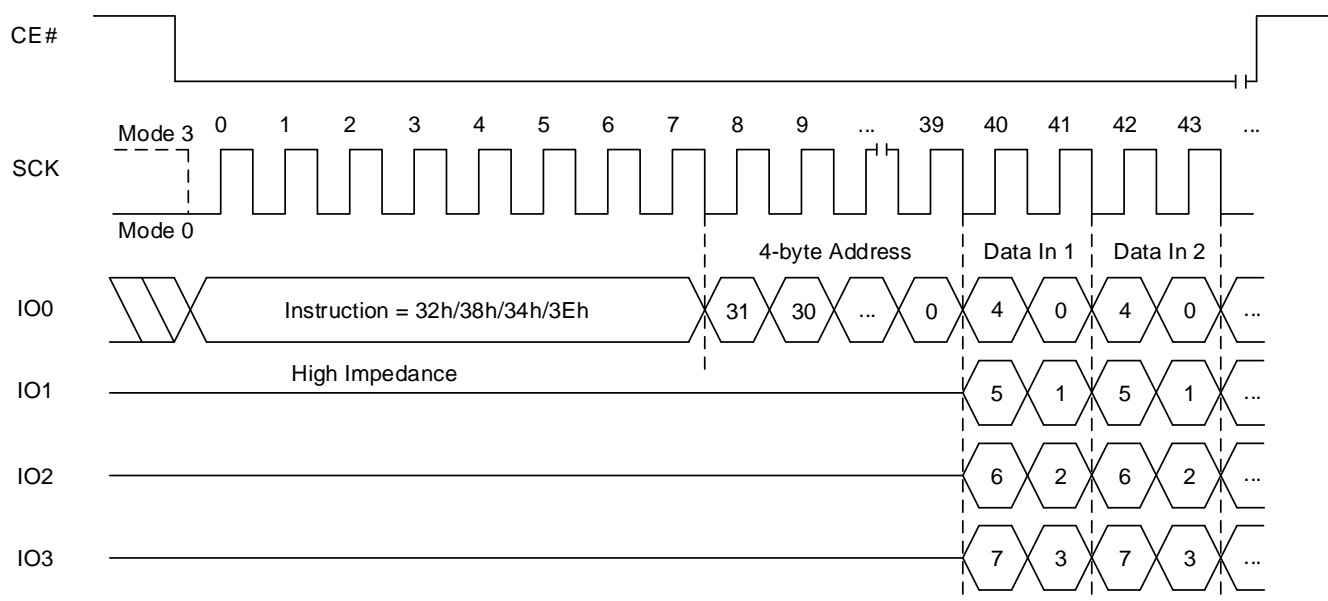 CE#
0 1 2 3 4 5 6 7 8 9 ... 39 40 41 42 43 ...
Mode 3
SCK
Mode 0
4-byte Address Data In 1 Data In 2
IO0 Instruction = 32h/38h/34h/3Eh 31 30 ... 0 4 0 4 0 ...
High Impedance
IO1 5 1 5 1 ...
IO2 6 2 6 2 ...
IO3 7 3 7 3 ...